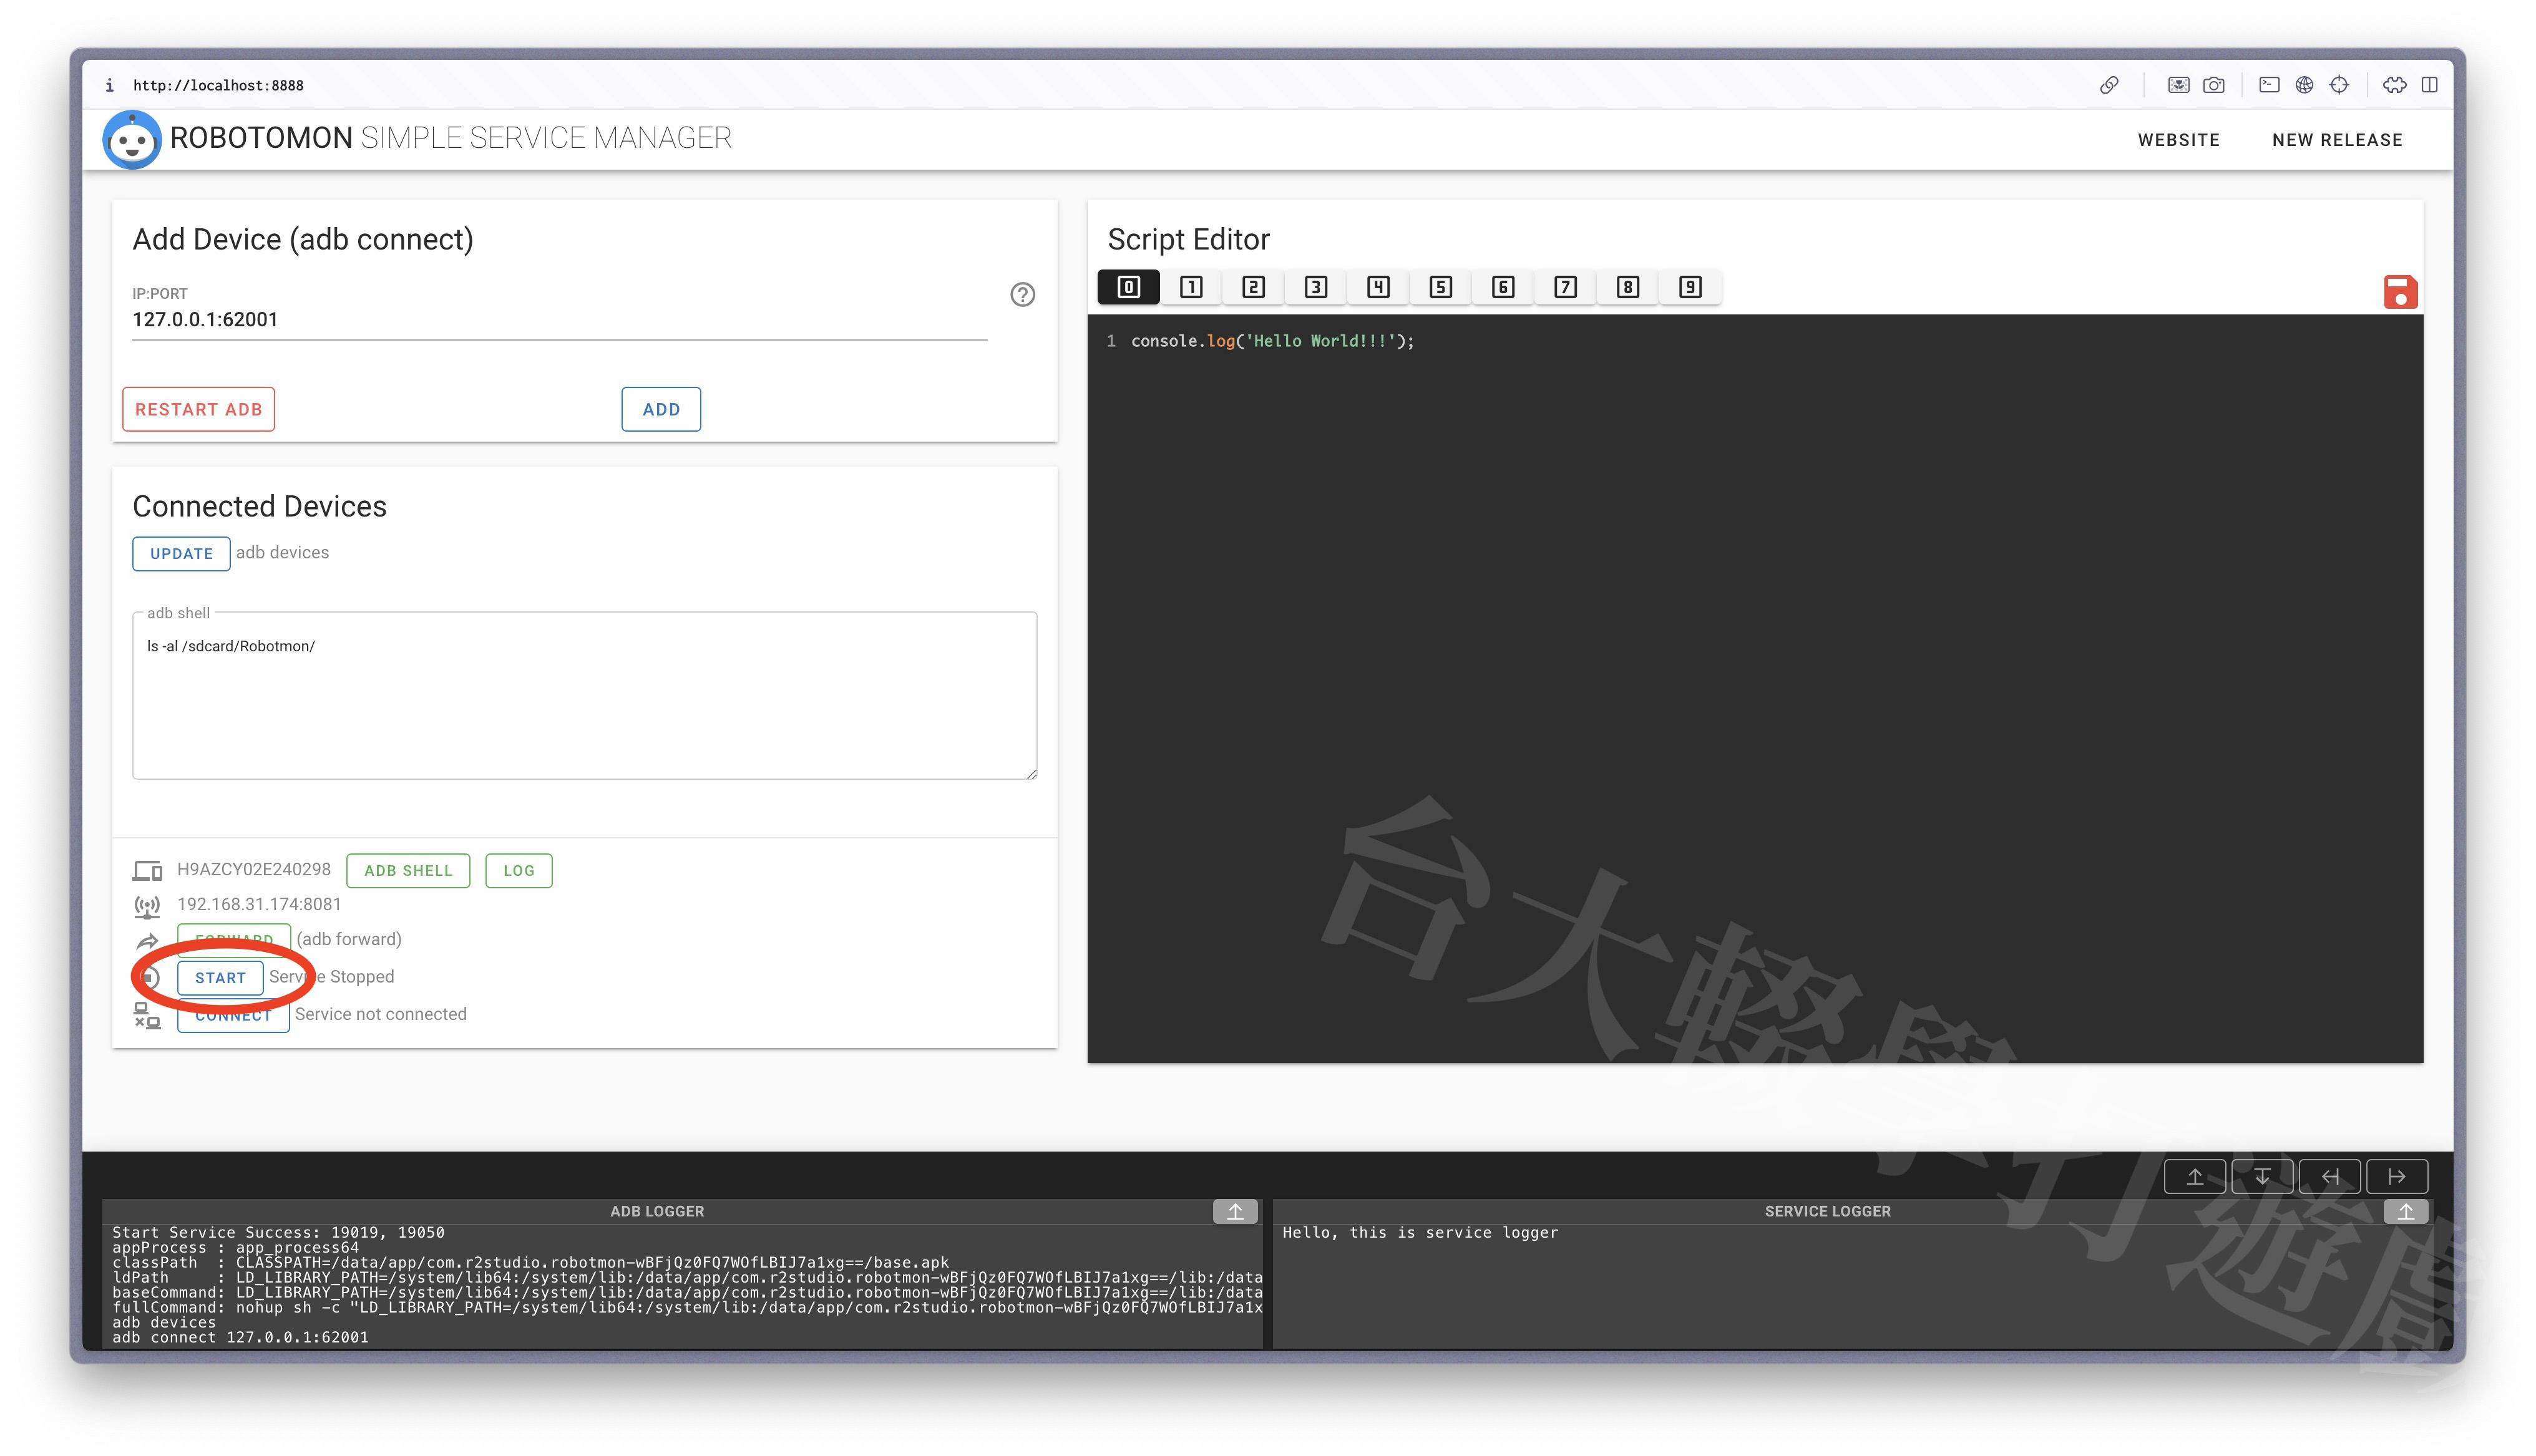 http://localhost:8888
ROBOTOMON SIMPLE SERVICE MANAGER
WEBSITE
NEW RELEASE
Add Device (adb connect)
IP:PORT
127.0.0.1:62001
RESTART ADB
ADD
Connected Devices
UPDATE adb devices
adb shell
ls -al /sdcard/Robotmon/
H9AZCY02E240298 ADB SHELL LOG
192.168.31.174:8081
FORWARD (adb forward)
START Service Stopped
CONNECT Service not connected
Script Editor
0 1 2 3 4 5 6 7 8 9
1 console.log('Hello World!!!');
ADB LOGGER
Start Service Success: 19019, 19050
appProcess : app_process64
classPath : CLASSPATH=/data/app/com.r2studio.robotmon-wBFjQz0FQ7WOfLBIJ7a1xg==/base.apk
ldPath : LD_LIBRARY_PATH=/system/lib64:/system/lib:/data/app/com.r2studio.robotmon-wBFjQz0FQ7WOfLBIJ7a1xg==/lib:/data
baseCommand: LD_LIBRARY_PATH=/system/lib64:/system/lib:/data/app/com.r2studio.robotmon-wBFjQz0FQ7WOfLBIJ7a1xg==/lib:/data
fullCommand: nohup sh -c "LD_LIBRARY_PATH=/system/lib64:/system/lib:/data/app/com.r2studio.robotmon-wBFjQz0FQ7WOfLBIJ7a1x
adb devices
adb connect 127.0.0.1:62001
SERVICE LOGGER
Hello, this is service logger
台大